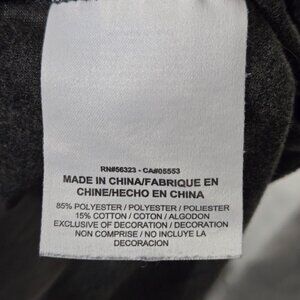 RN#56323 - CA#05553
MADE IN CHINA/FABRIQUE EN
CHINE/HECHO EN CHINA
85% POLYESTER / POLYESTER / POLIESTER
15% COTTON / COTON / ALGODON
EXCLUSIVE OF DECORATION / DECORATION
NON COMPRISE / NO INCLUYE LA
DECORACION